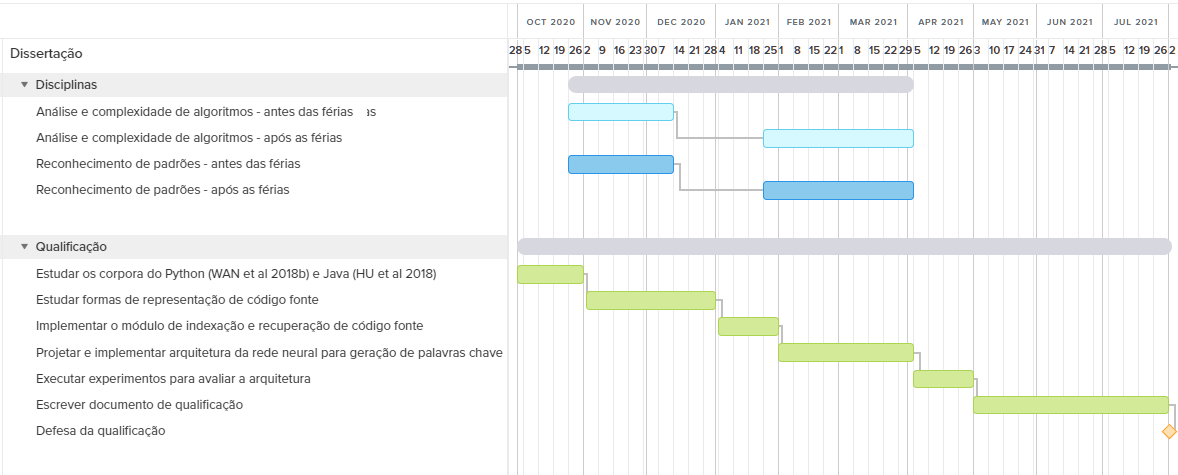 OCT 2020 NOV 2020 DEC 2020 JAN 2021 FEB 2021 MAR 2021 APR 2021 MAY 2021 JUN 2021 JUL 2021
28 5 12 19 26 2 9 16 23 30 7 14 21 28 4 11 18 25 1 8 15 22 1 8 15 22 29 5 12 19 26 3 10 17 24 31 7 14 21 28 5 12 19 26 2
Dissertação
Disciplinas
Análise e complexidade de algoritmos - antes das férias as
Análise e complexidade de algoritmos - após as férias
Reconhecimento de padrões - antes das férias
Reconhecimento de padrões - após as férias
Qualificação
Estudar os corpora do Python (WAN et al 2018b) e Java (HU et al 2018)
Estudar formas de representação de código fonte
Implementar o módulo de indexação e recuperação de código fonte
Projetar e implementar arquitetura da rede neural para geração de palavras chave
Executar experimentos para avaliar a arquitetura
Escrever documento de qualificação
Defesa da qualificação